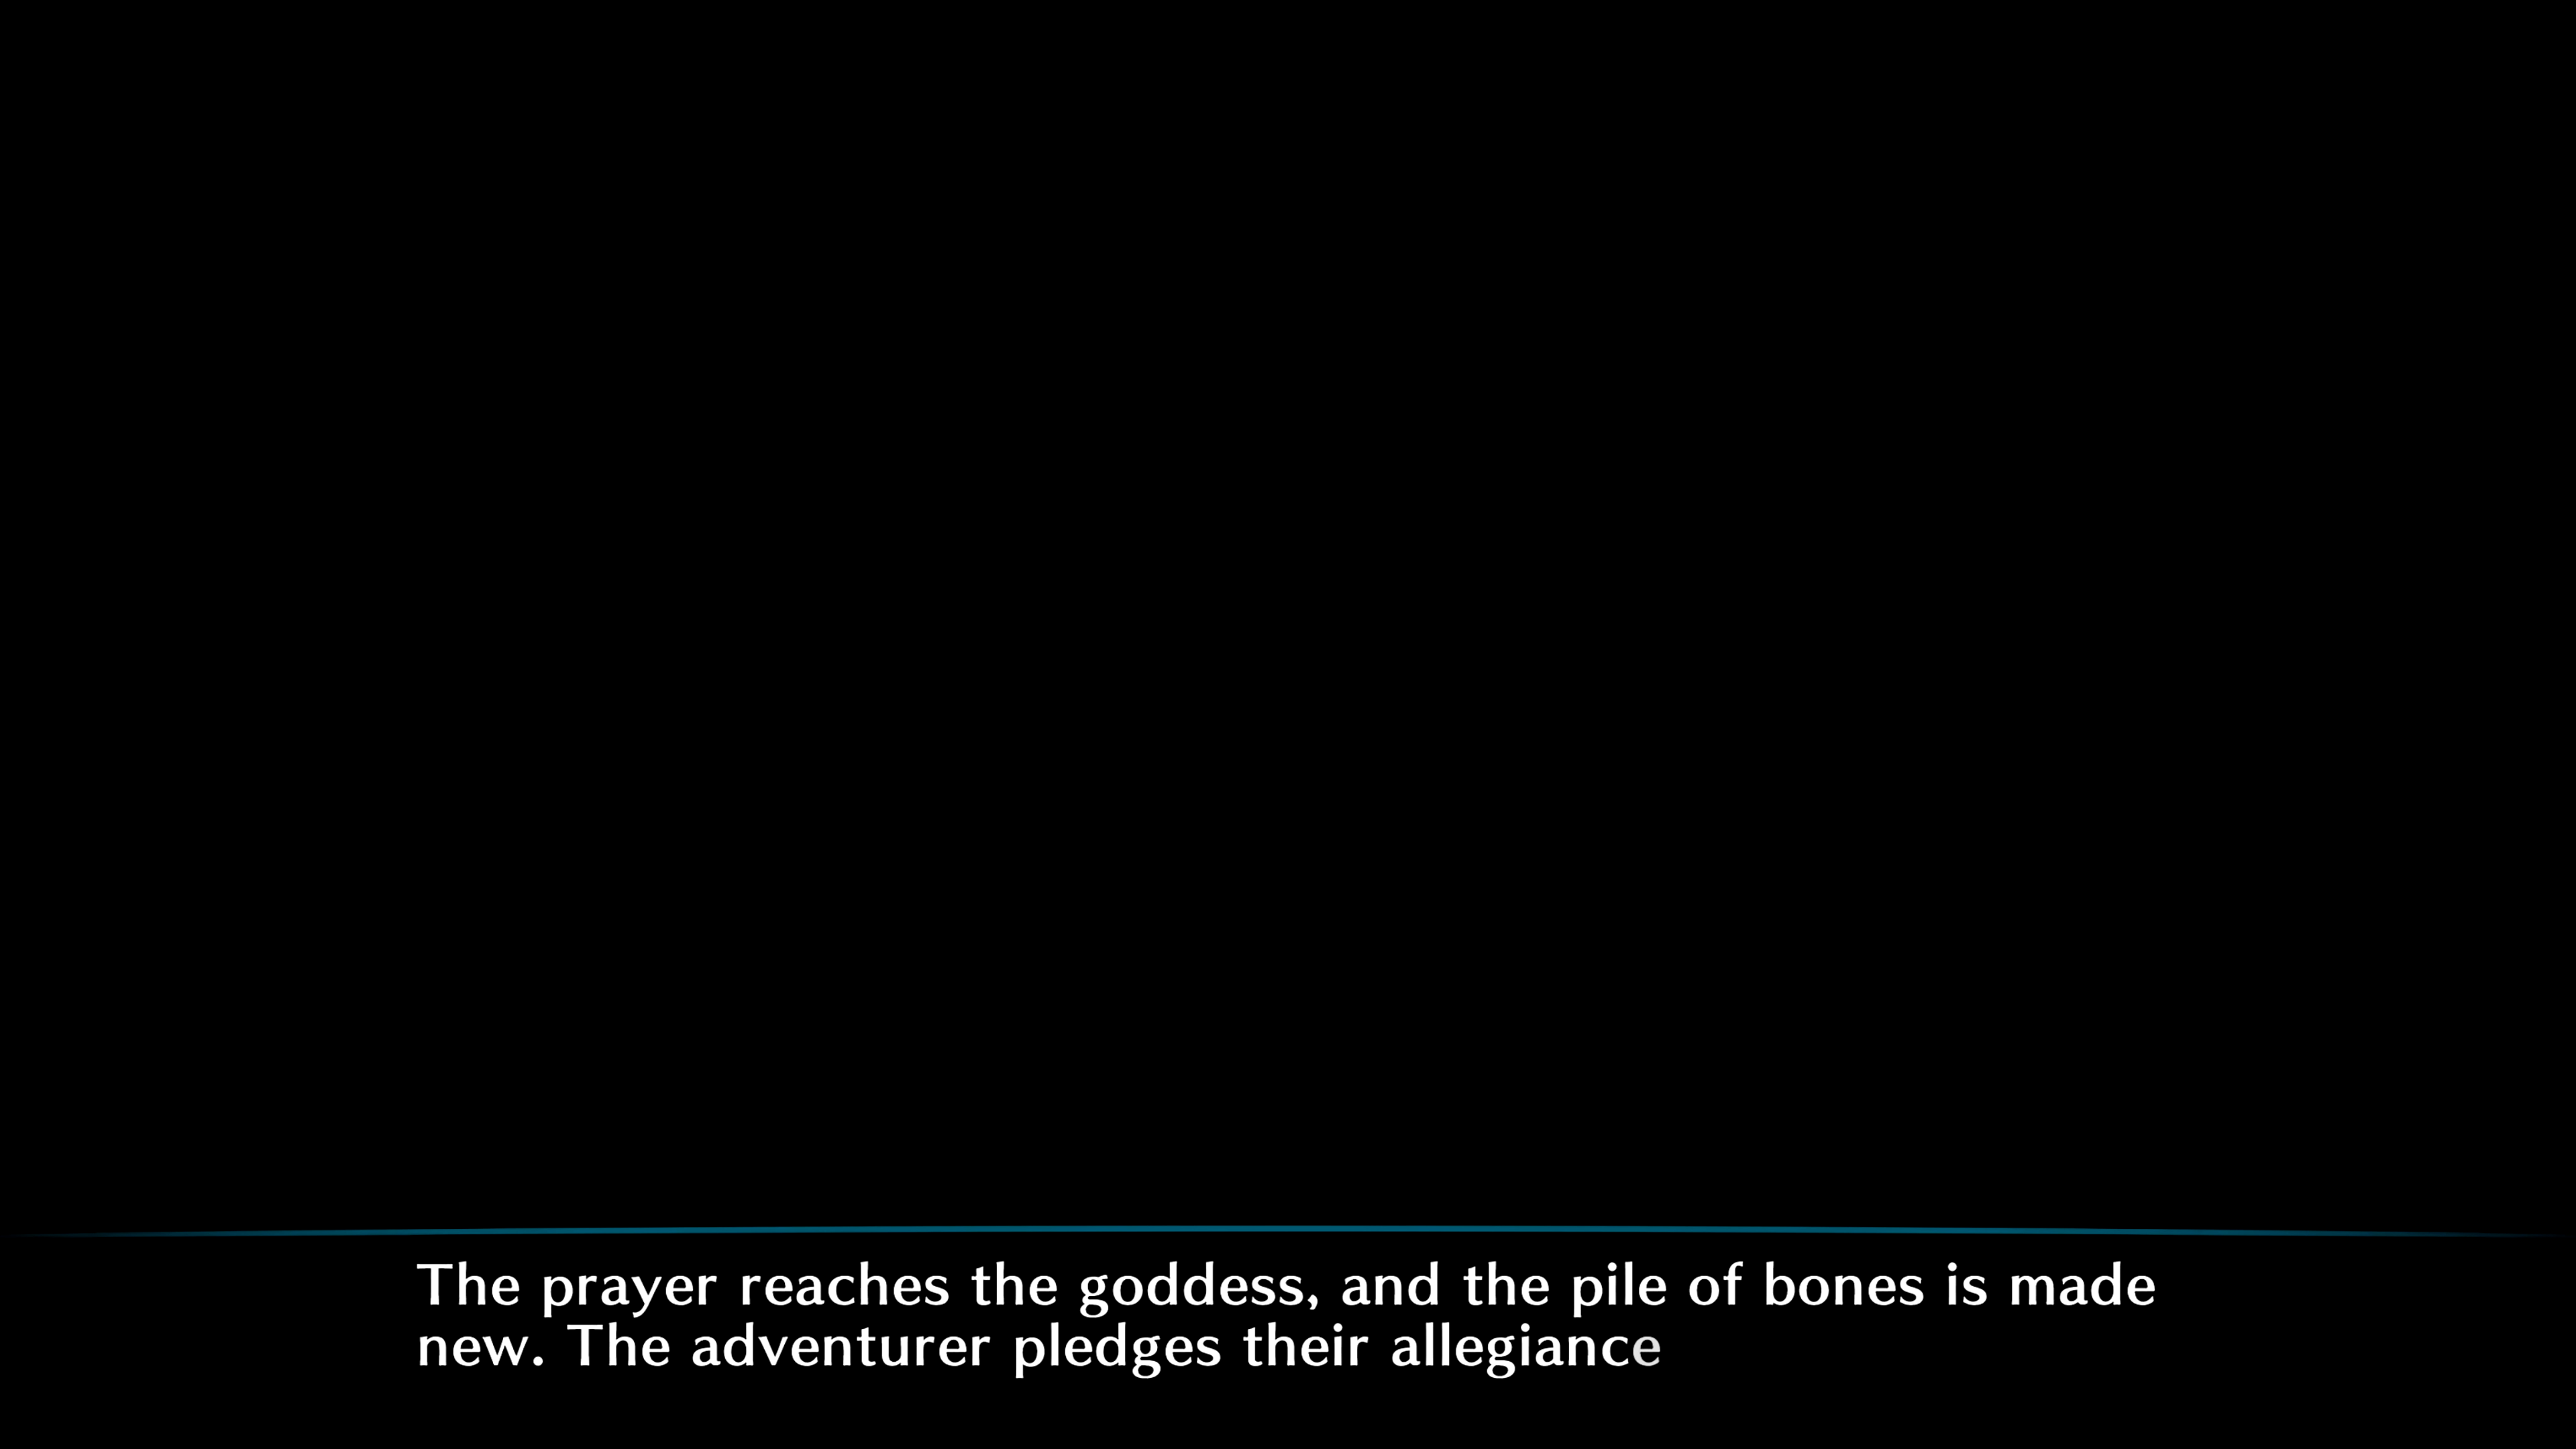 The prayer reaches the goddess, and the pile of bones is made
new. The adventurer pledges their allegiance